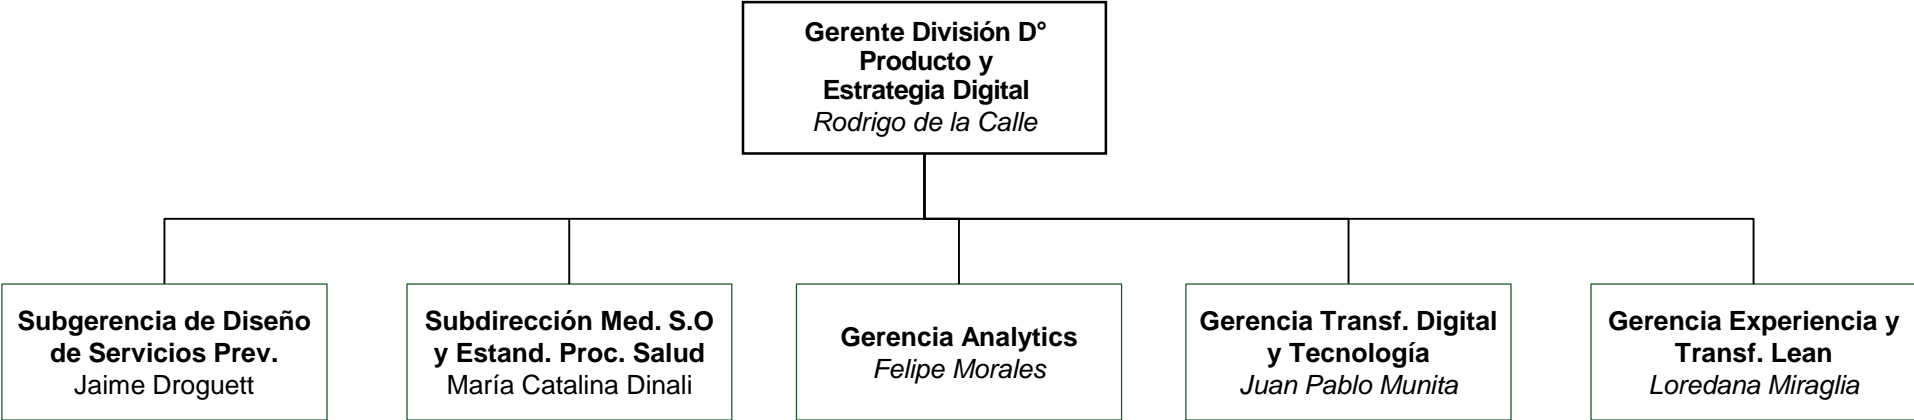 Gerente División D°
Producto y
Estrategia Digital
Rodrigo de la Calle
Subgerencia de Diseño
de Servicios Prev.
Jaime Droguett
Subdirección Med. S.O
y Estand. Proc. Salud
María Catalina Dinali
Gerencia Analytics
Felipe Morales
Gerencia Transf. Digital
y Tecnología
Juan Pablo Munita
Gerencia Experiencia y
Transf. Lean
Loredana Miraglia